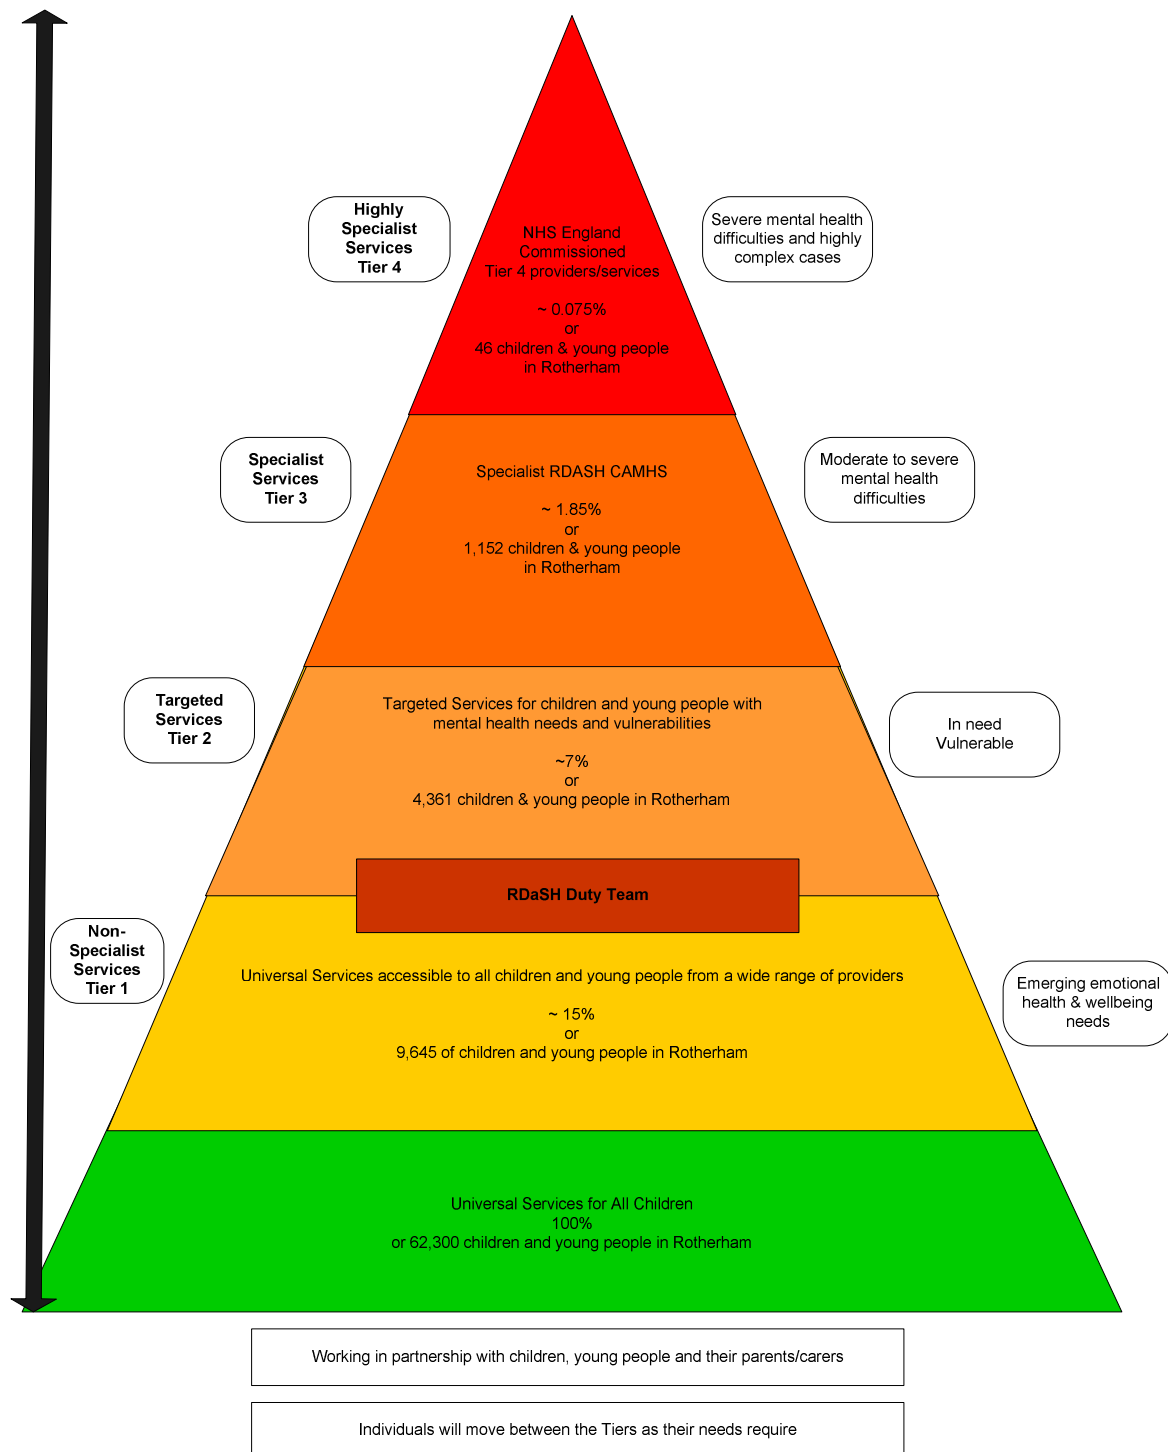 Highly
Specialist
Services
Tier 4
NHS England
Commissioned
Tier 4 providers/services
~ 0.075%
or
46 children & young people
in Rotherham
Severe mental health
difficulties and highly
complex cases
Specialist
Services
Tier 3
Specialist RDASH CAMHS
~ 1.85%
or
1,152 children & young people
in Rotherham
Moderate to severe
mental health
difficulties
Targeted
Services
Tier 2
Targeted Services for children and young people with
mental health needs and vulnerabilities
~7%
or
4,361 children & young people in Rotherham
In need
Vulnerable
RDaSH Duty Team
Non-
Specialist
Services
Tier 1
Universal Services accessible to all children and young people from a wide range of providers
~ 15%
or
9,645 of children and young people in Rotherham
Emerging emotional
health & wellbeing
needs
Universal Services for All Children
100%
or 62,300 children and young people in Rotherham
Working in partnership with children, young people and their parents/carers
Individuals will move between the Tiers as their needs require